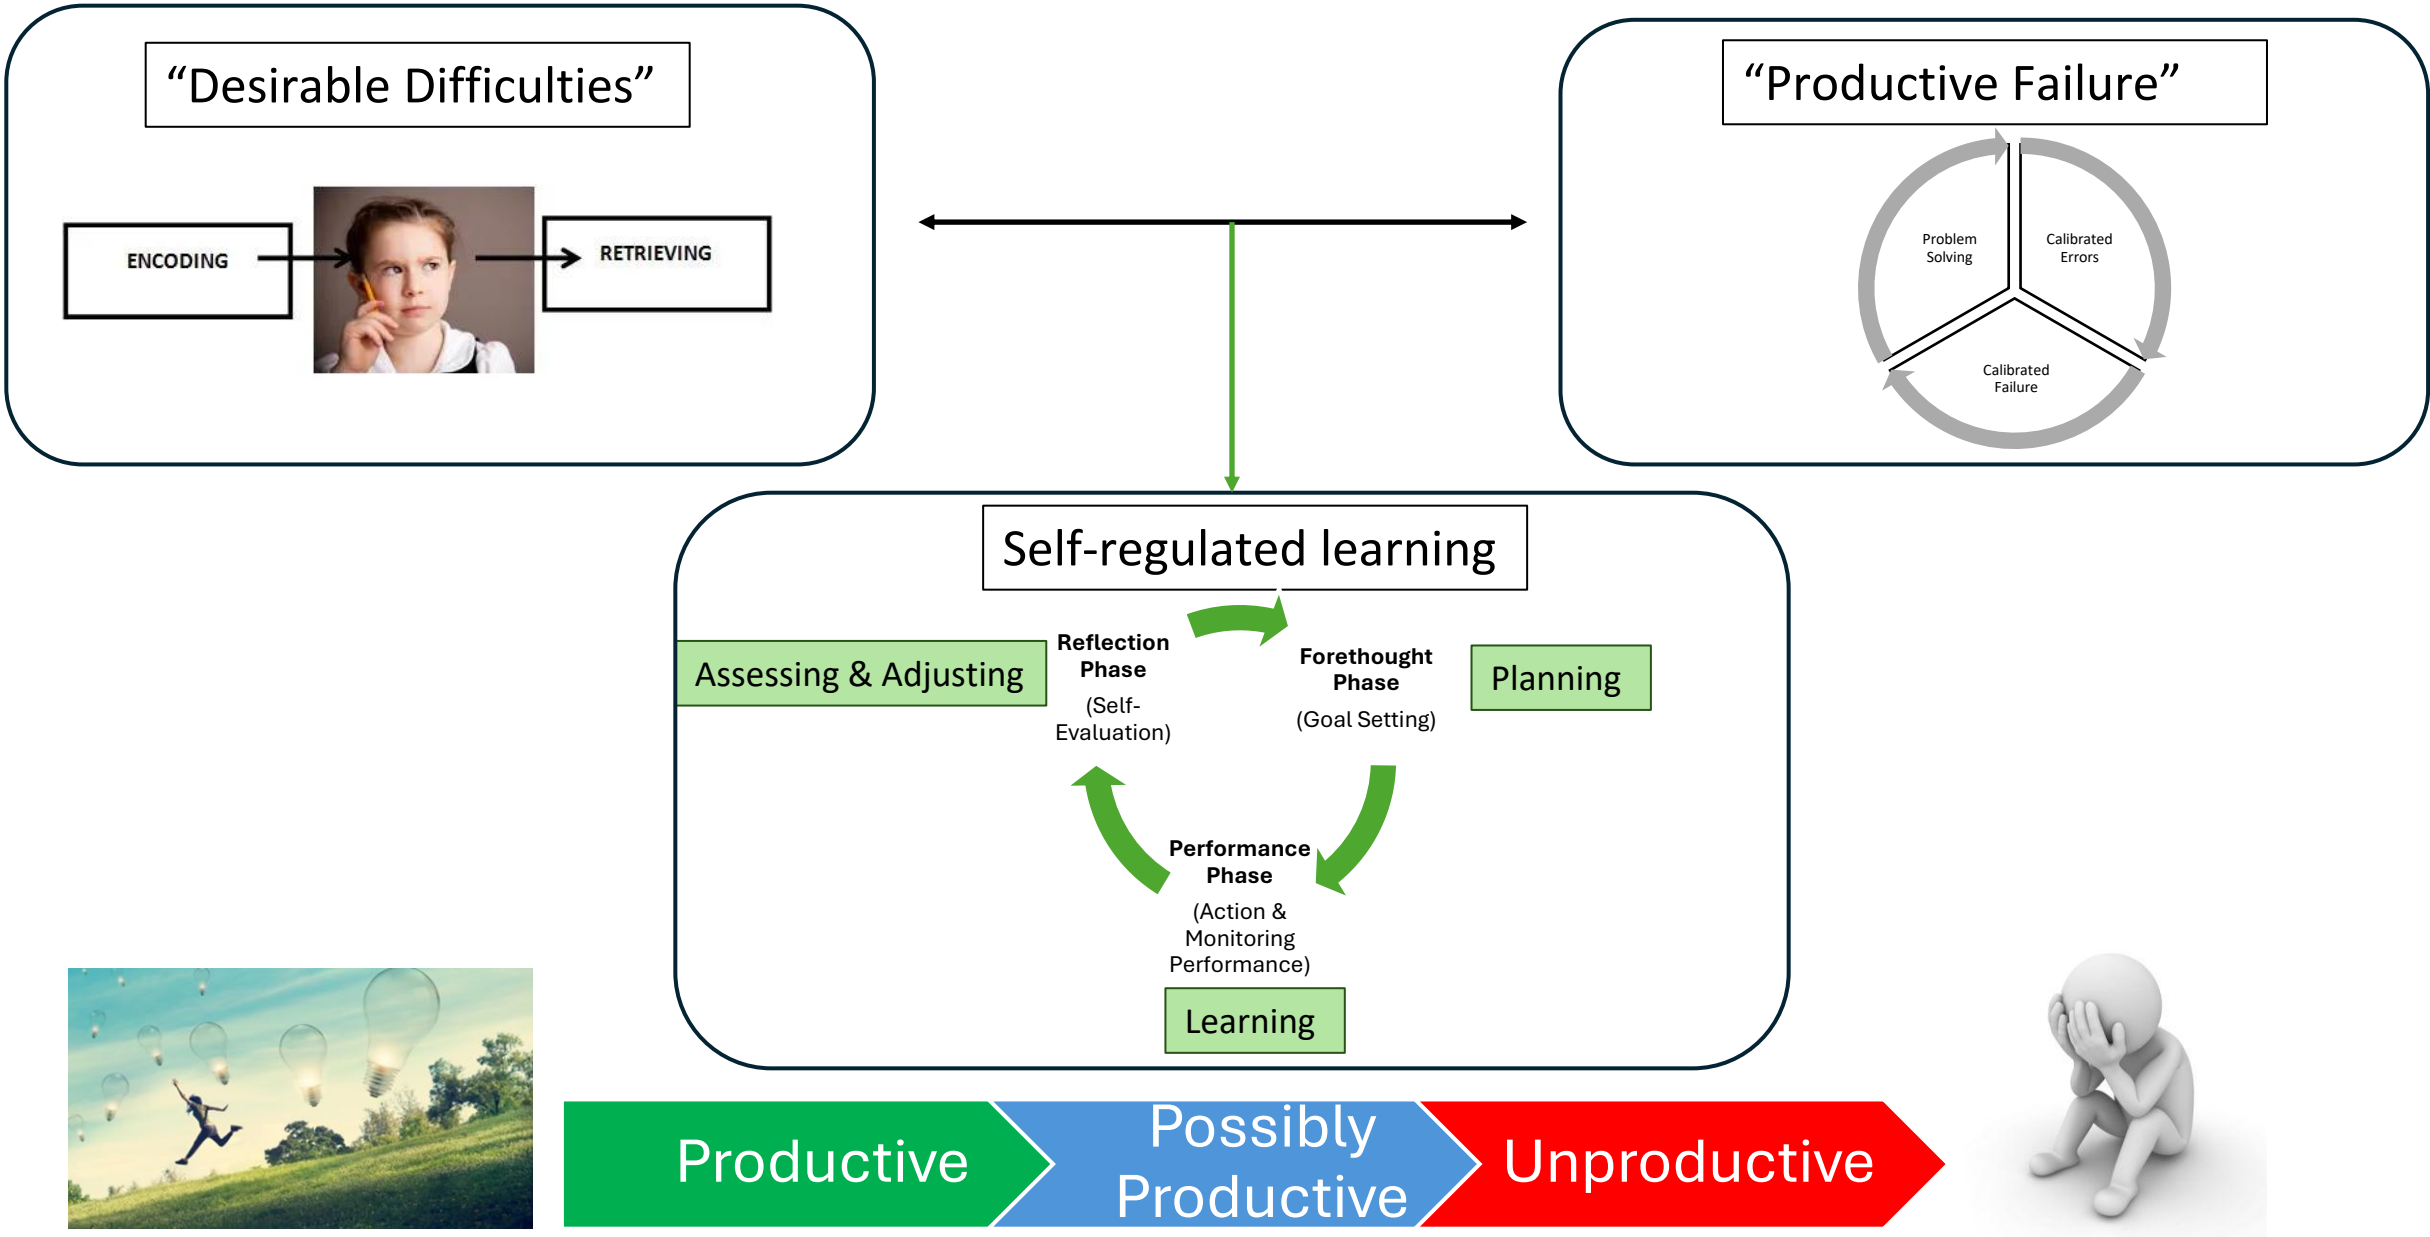 “Desirable Difficulties”
ENCODING
RETRIEVING
“Productive Failure”
Problem
Solving
Calibrated
Errors
Calibrated
Failure
Self-regulated learning
Assessing & Adjusting
Reflection
Phase
(Self-
Evaluation)
Forethought
Phase
(Goal Setting)
Planning
Performance
Phase
(Action &
Monitoring
Performance)
Learning
Productive
Possibly
Productive
Unproductive